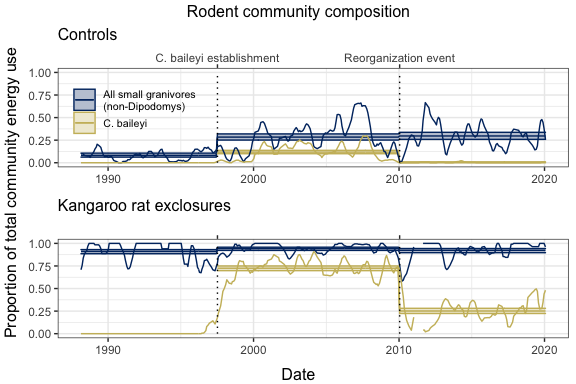 Rodent community composition
Controls
C. baileyi establishment
Reorganization event
1.00
0.75
0.50
0.25
0.00
All small granivores
(non-Dipodomys)
C. baileyi
1990
2000
2010
2020
Kangaroo rat exclosures
1.00
0.75
0.50
0.25
0.00
1990
2000
2010
2020
Proportion of total community energy use
Date